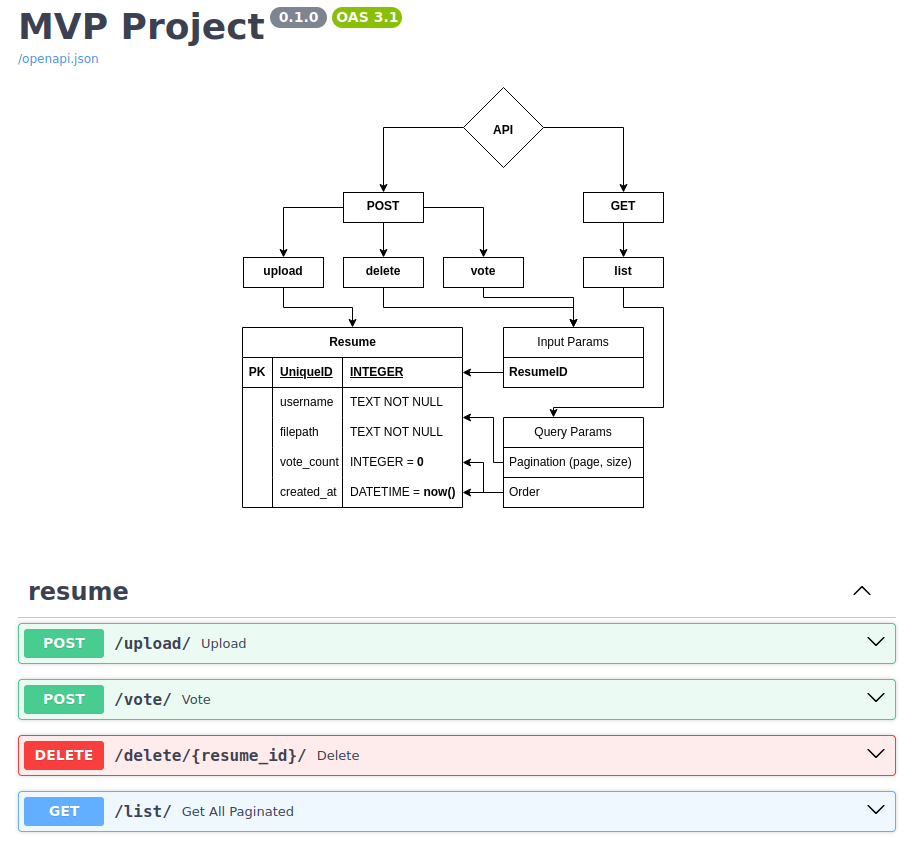 MVP Project 0.1.0 OAS 3.1
/openapi.json
API
POST
GET
upload
delete
vote
list
Resume
PK UniqueID INTEGER
username TEXT NOT NULL
filepath TEXT NOT NULL
vote_count INTEGER = 0
created_at DATETIME = now()
Input Params
ResumeID
Query Params
Pagination (page, size)
Order
resume
POST /upload/ Upload
POST /vote/ Vote
DELETE /delete/{resume_id}/ Delete
GET /list/ Get All Paginated